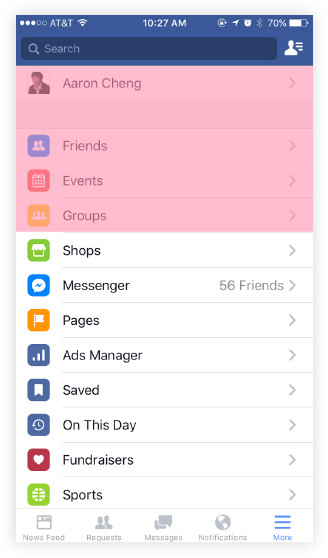 AT&T 10:27 AM 70%
Search
Aaron Cheng
Friends
Events
Groups
Shops
Messenger 56 Friends
Pages
Ads Manager
Saved
On This Day
Fundraisers
Sports
News Feed Requests Messages Notifications More